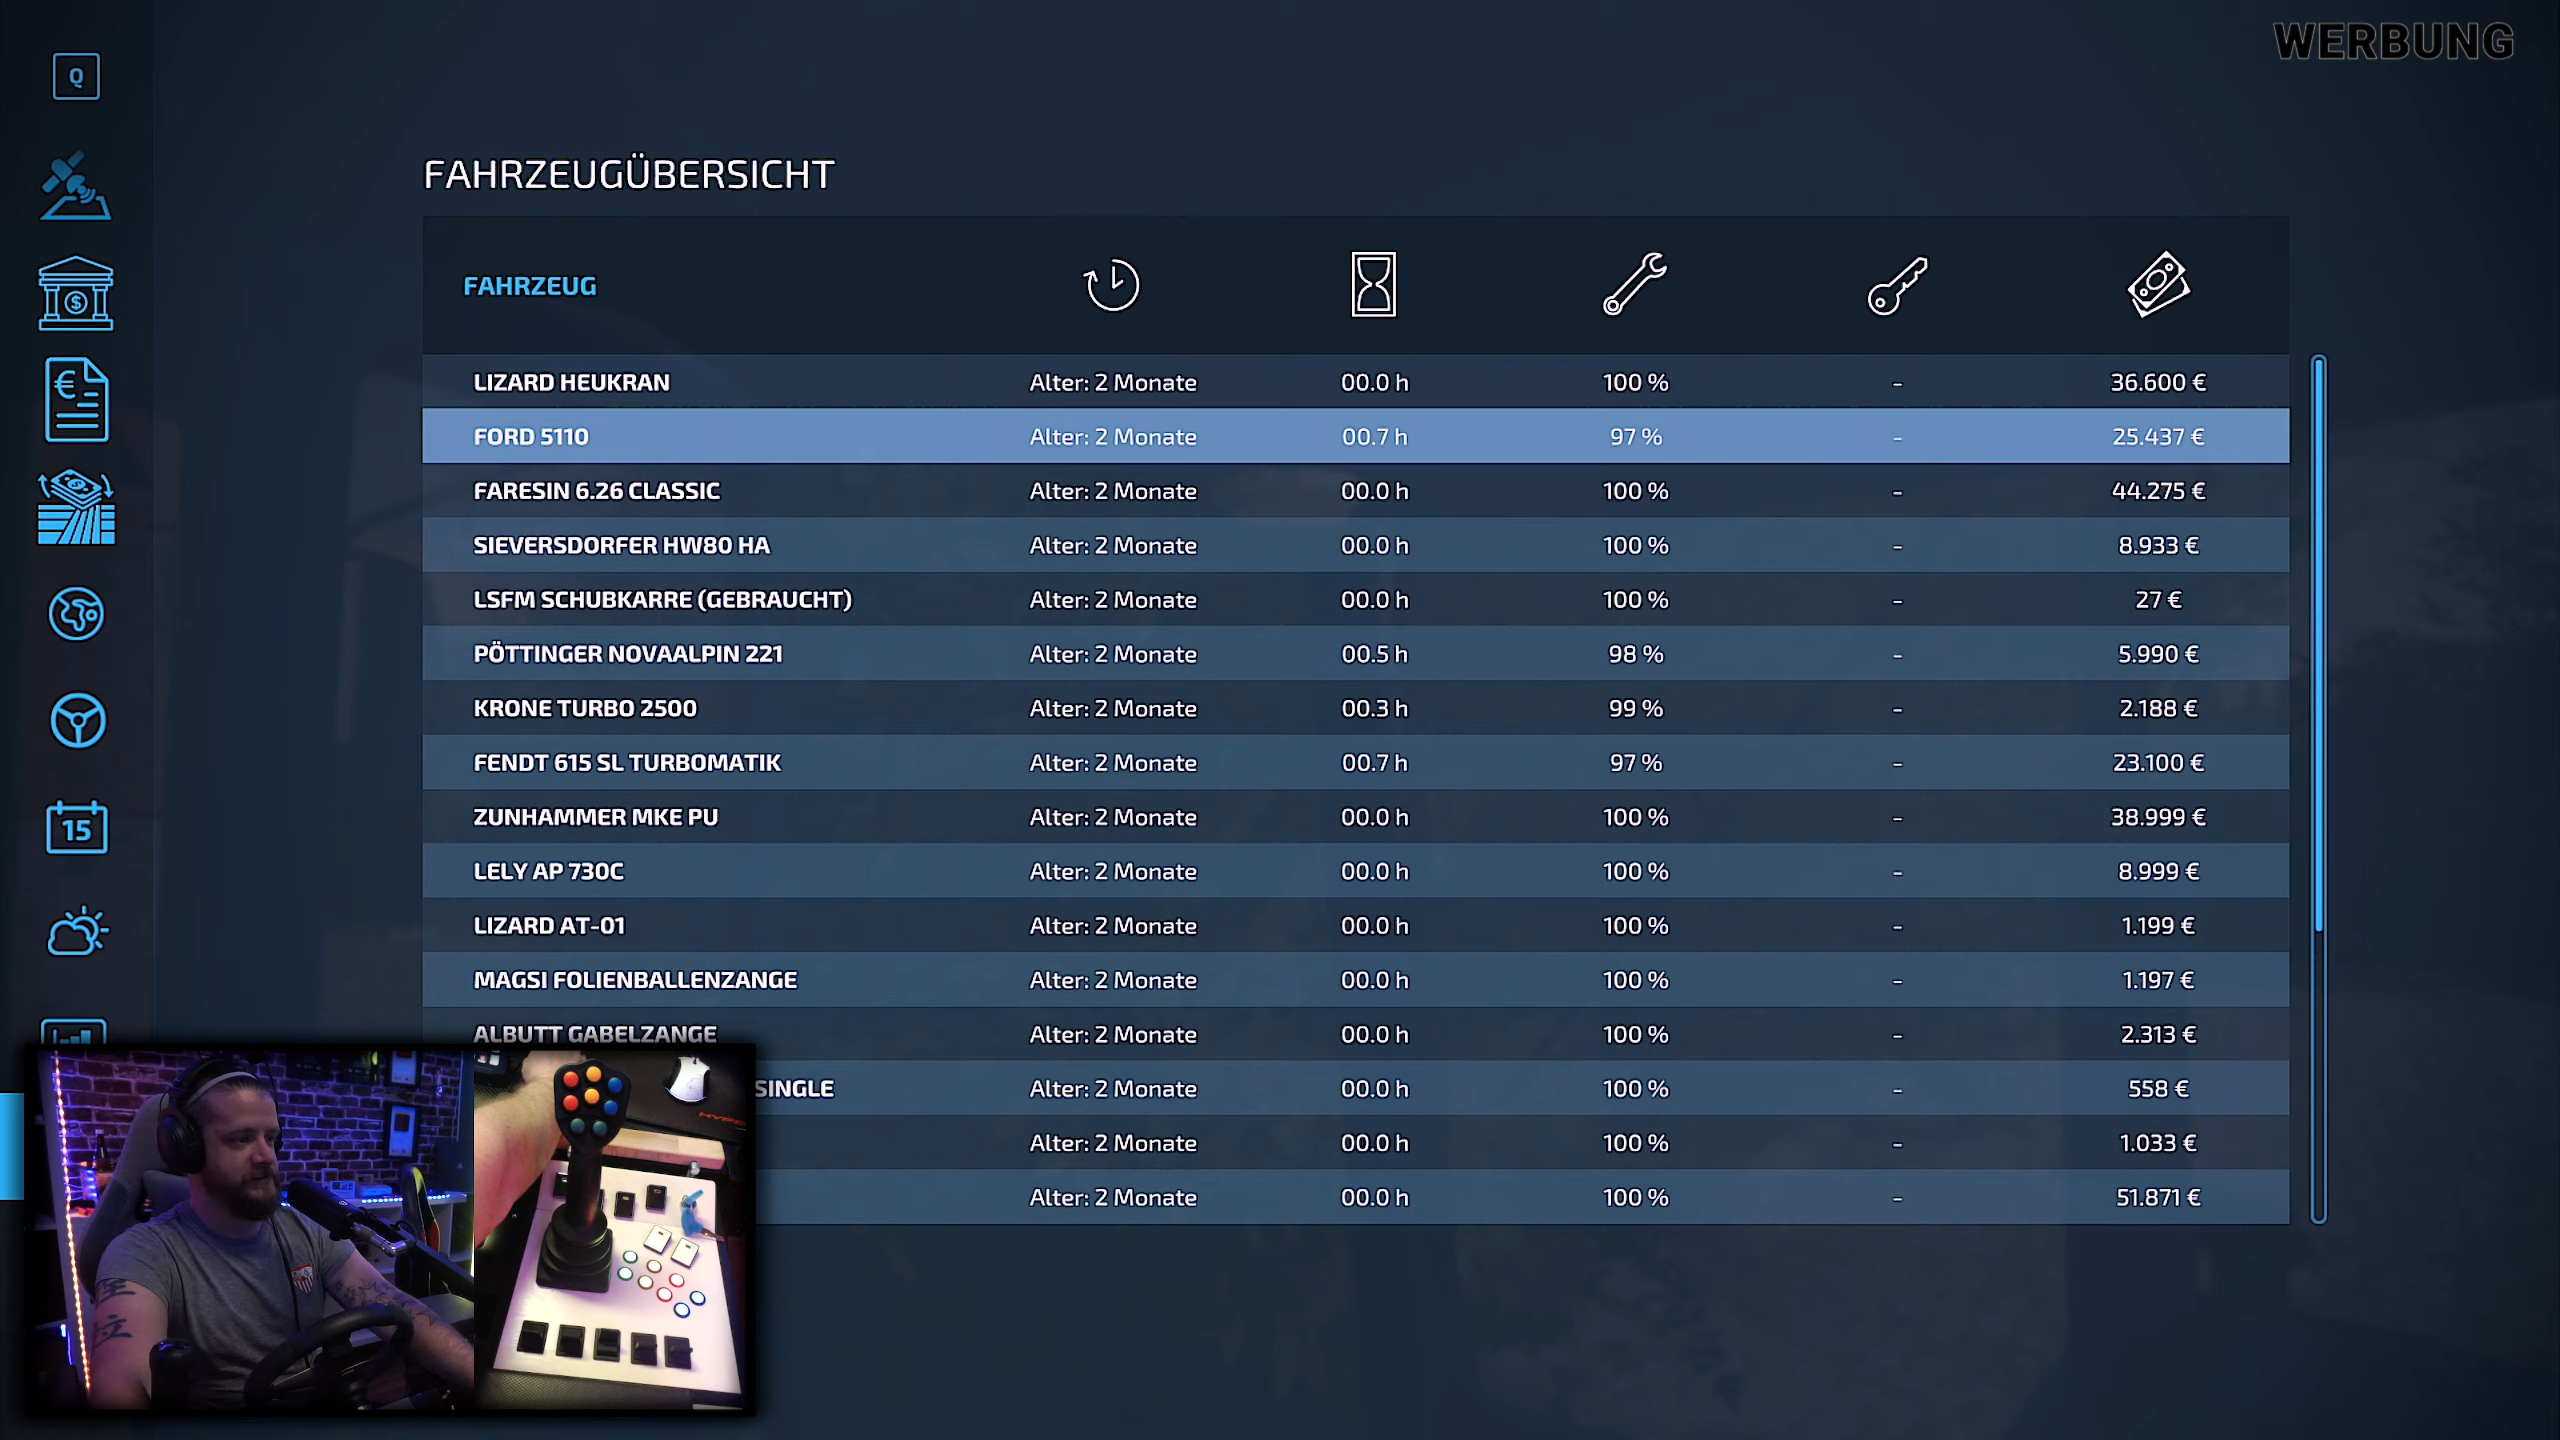 WERBUNG
Q
FAHRZEUGÜBERSICHT
FAHRZEUG
LIZARD HEUKRAN Alter: 2 Monate 00.0 h 100 % - 36.600 €
FORD 5110 Alter: 2 Monate 00.7 h 97 % - 25.437 €
FARESIN 6.26 CLASSIC Alter: 2 Monate 00.0 h 100 % - 44.275 €
SIEVERSDORFER HW80 HA Alter: 2 Monate 00.0 h 100 % - 8.933 €
LSFM SCHUBKARRE (GEBRAUCHT) Alter: 2 Monate 00.0 h 100 % - 27 €
PÖTTINGER NOVAALPIN 221 Alter: 2 Monate 00.5 h 98 % - 5.990 €
KRONE TURBO 2500 Alter: 2 Monate 00.3 h 99 % - 2.188 €
FENDT 615 SL TURBOMATIK Alter: 2 Monate 00.7 h 97 % - 23.100 €
ZUNHAMMER MKE PU Alter: 2 Monate 00.0 h 100 % - 38.999 €
15
LELY AP 730C Alter: 2 Monate 00.0 h 100 % - 8.999 €
LIZARD AT-01 Alter: 2 Monate 00.0 h 100 % - 1.199 €
MAGSI FOLIENBALLENZANGE Alter: 2 Monate 00.0 h 100 % - 1.197 €
ALBUTT GABELZANGE Alter: 2 Monate 00.0 h 100 % - 2.313 €
SINGLE Alter: 2 Monate 00.0 h 100 % - 558 €
Alter: 2 Monate 00.0 h 100 % - 1.033 €
Alter: 2 Monate 00.0 h 100 % - 51.871 €